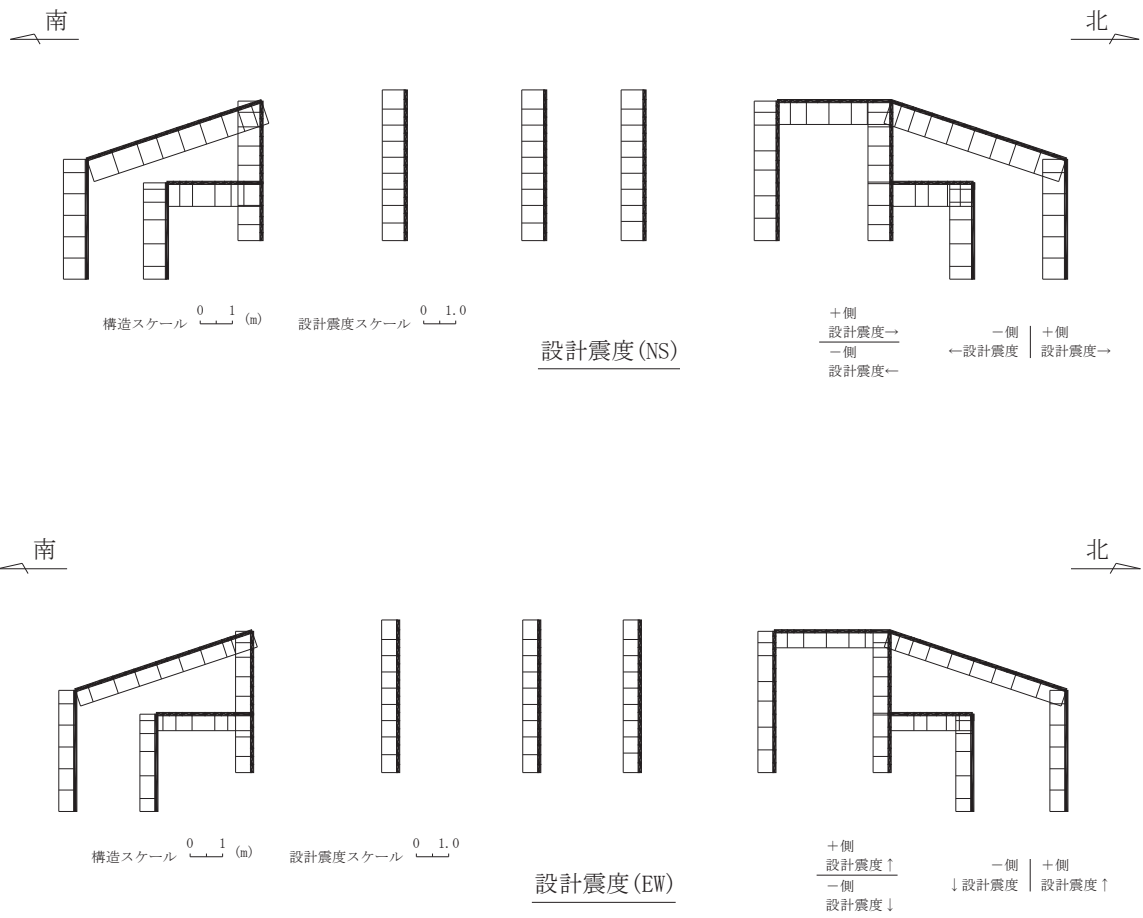 南
北
構造スケール 0 1 (m) 設計震度スケール 0 1.0
設計震度(NS)
＋側
設計震度→
－側
設計震度←
－側 ＋側
←設計震度 設計震度→
南
北
構造スケール 0 1 (m) 設計震度スケール 0 1.0
設計震度(EW)
＋側
設計震度↑
－側
設計震度↓
－側 ＋側
↓設計震度 設計震度↑